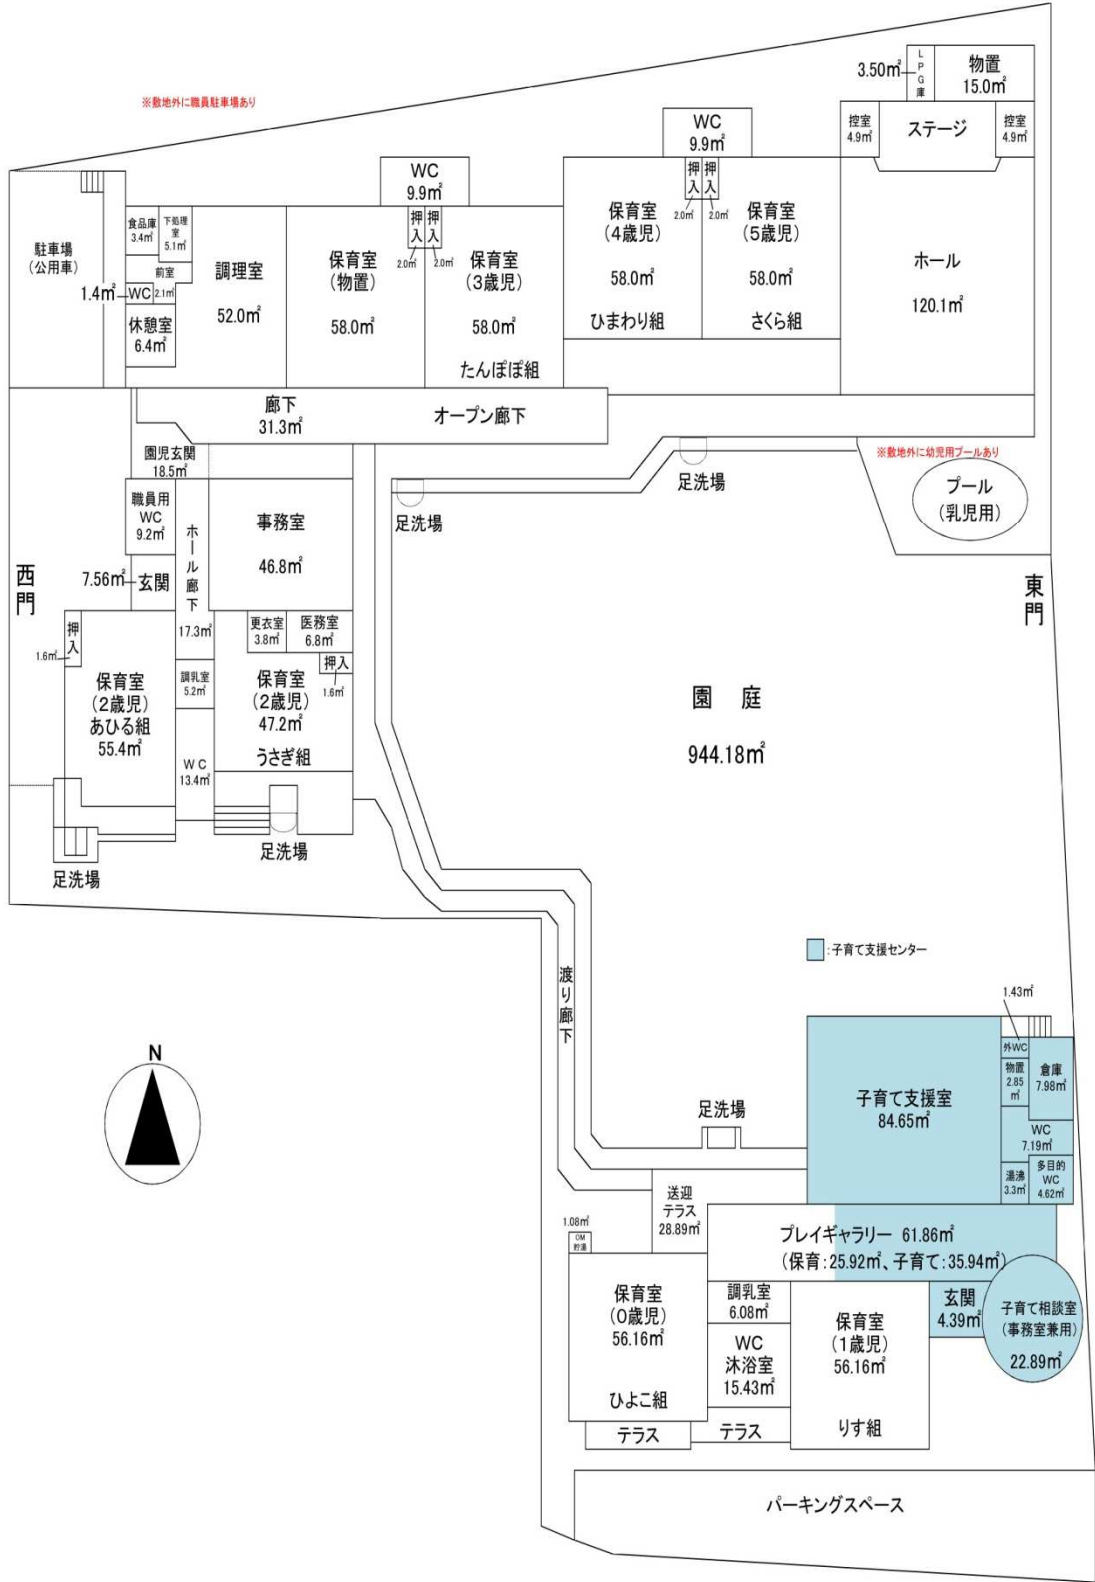 ※敷地外に職員駐車場あり
LPG庫
3.50㎡
物置
15.0㎡
控室
4.9㎡
ステージ
控室
4.9㎡
WC
9.9㎡
WC
9.9㎡
駐車場
（公用車）
食品庫
3.4㎡
下処理
室
5.1㎡
前室
2.1㎡
1.4㎡
WC
休憩室
6.4㎡
調理室
52.0㎡
保育室
（物置）
58.0㎡
押入
2.0㎡
押入
2.0㎡
保育室
（3歳児）
58.0㎡
たんぽぽ組
保育室
（4歳児）
58.0㎡
ひまわり組
押入
2.0㎡
押入
2.0㎡
保育室
（5歳児）
58.0㎡
さくら組
ホール
120.1㎡
廊下
31.3㎡
オープン廊下
園児玄関
18.5㎡
※敷地外に幼児用プールあり
プール
（乳児用）
足洗場
足洗場
職員用
WC
9.2㎡
ホール廊下
17.3㎡
事務室
46.8㎡
西門
7.56㎡
玄関
東門
押入
1.6㎡
保育室
（2歳児）
あひる組
55.4㎡
調乳室
5.2㎡
WC
13.4㎡
更衣室
3.8㎡
医務室
6.8㎡
押入
1.6㎡
保育室
（2歳児）
47.2㎡
うさぎ組
園 庭
944.18㎡
足洗場
足洗場
:子育て支援センター
渡り廊下
N
1.43㎡
外WC
物置
2.85
㎡
倉庫
7.98㎡
子育て支援室
84.65㎡
WC
7.19㎡
湯沸
3.3㎡
多目的
WC
4.62㎡
足洗場
送迎
テラス
28.89㎡
1.08㎡
OM
貯湯
プレイギャラリー 61.86㎡
（保育：25.92㎡、子育て：35.94㎡）
保育室
（0歳児）
56.16㎡
ひよこ組
調乳室
6.08㎡
WC
沐浴室
15.43㎡
保育室
（1歳児）
56.16㎡
りす組
玄関
4.39㎡
子育て相談室
（事務室兼用）
22.89㎡
テラス
テラス
パーキングスペース